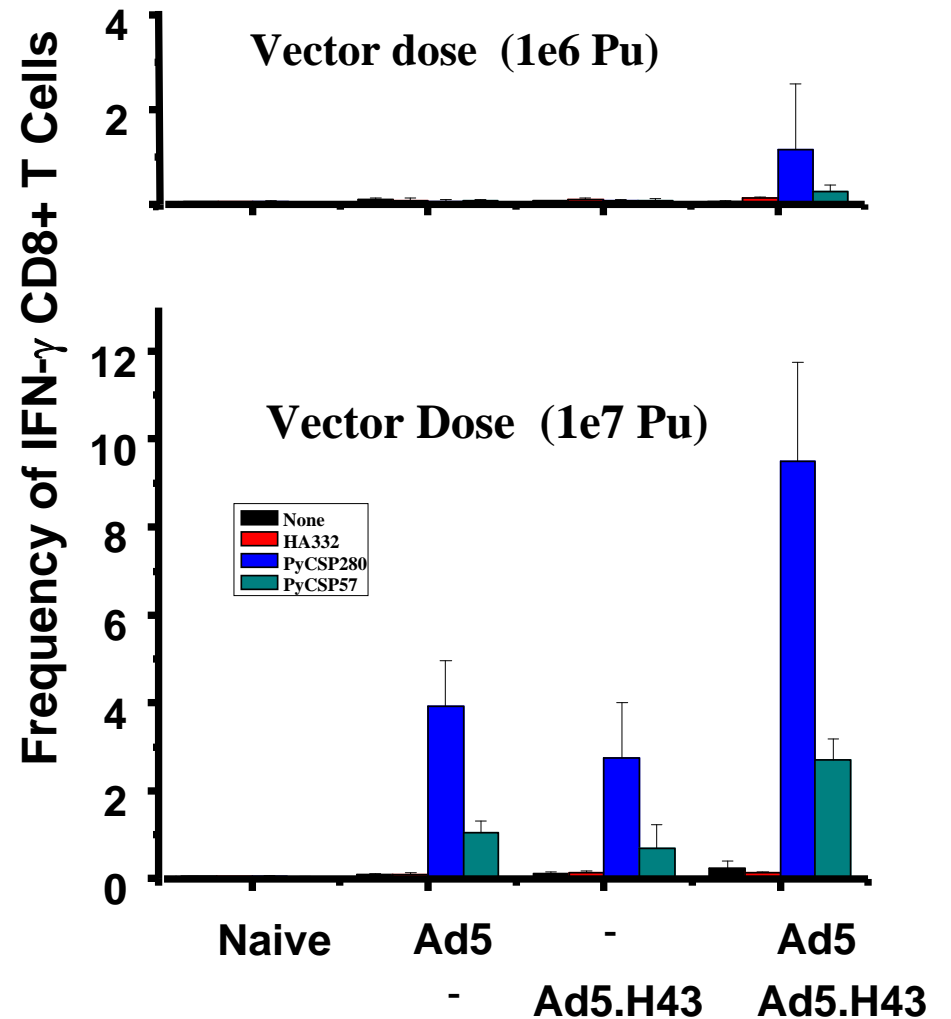 Frequency of IFN-γ CD8+ T Cells
4
2
Vector dose (1e6 Pu)
12
10
8
6
4
2
0
Vector Dose (1e7 Pu)
None
HA332
PyCSP280
PyCSP57
Naive Ad5 - Ad5
- Ad5.H43 Ad5.H43